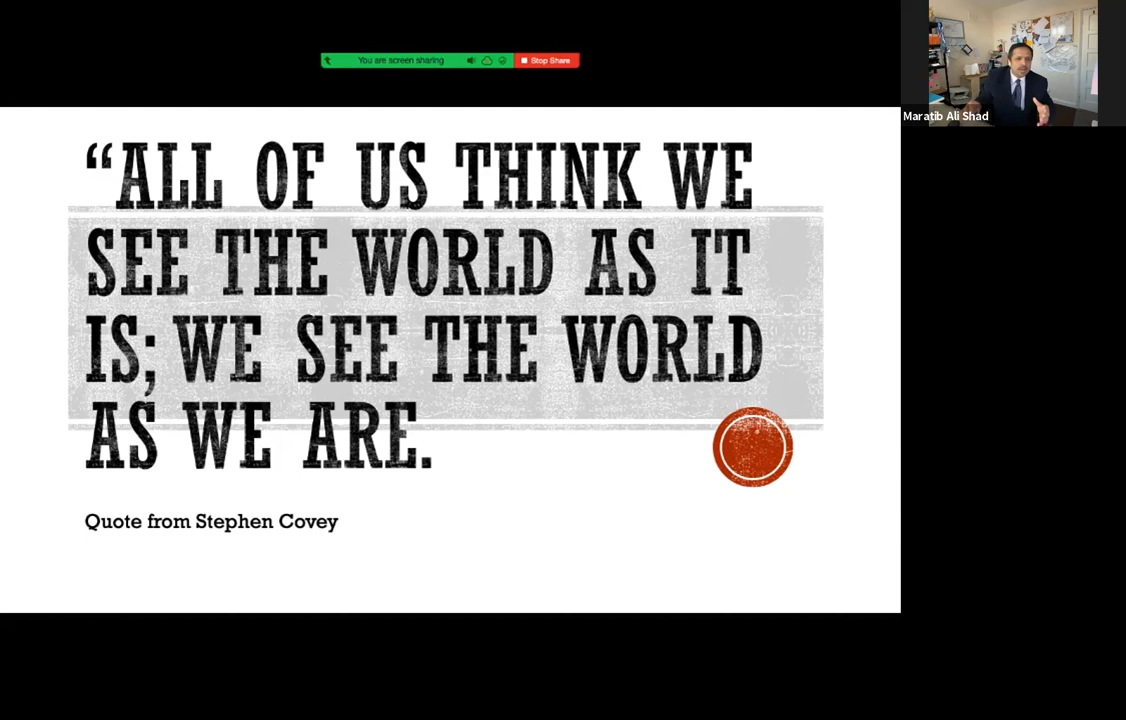 You are screen sharing
Stop Share
Maratib Ali Shad
“ALL OF US THINK WE
SEE THE WORLD AS IT
IS; WE SEE THE WORLD
AS WE ARE.
Quote from Stephen Covey